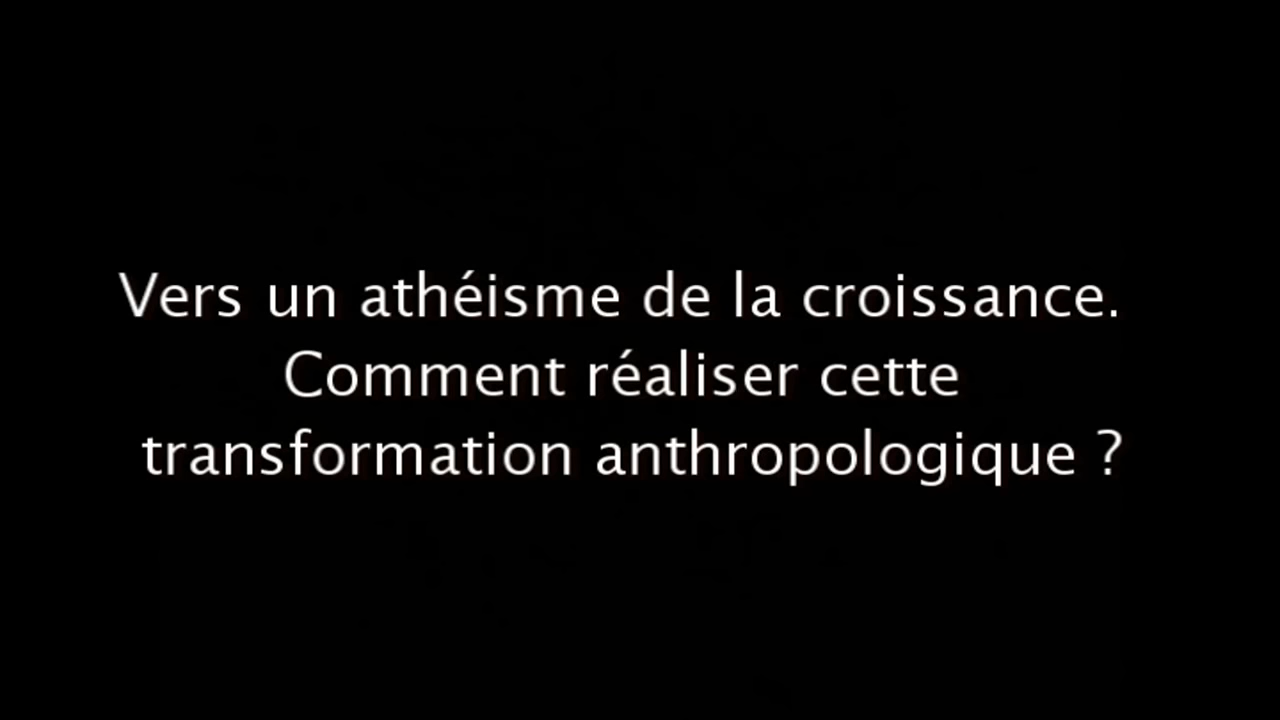 Vers un athéisme de la croissance.
Comment réaliser cette
transformation anthropologique ?